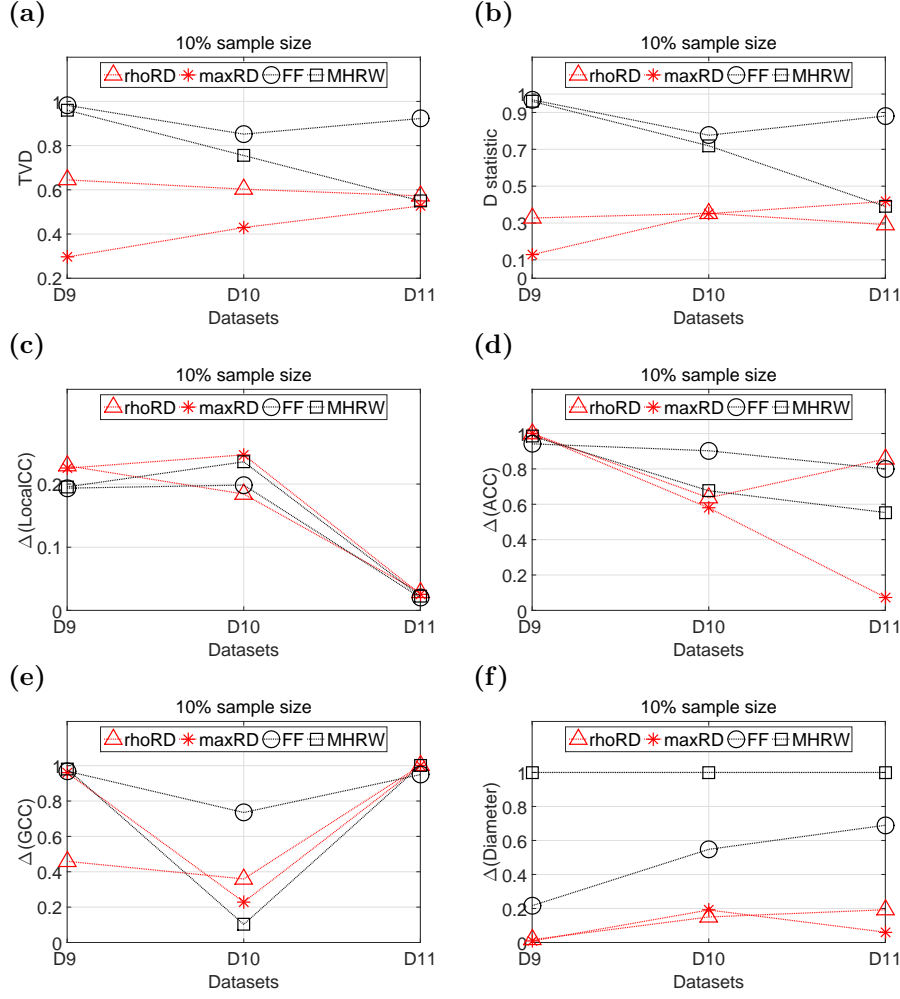 (a)
10% sample size
rhoRD maxRD FF MHRW
TVD
1
0.8
0.6
0.4
0.2
D9 D10 D11
Datasets
(b)
10% sample size
rhoRD maxRD FF MHRW
D statistic
1
0.9
0.7
0.5
0.3
0.1
0
D9 D10 D11
Datasets
(c)
10% sample size
rhoRD maxRD FF MHRW
Δ(LocalCC)
0.2
0.1
0
D9 D10 D11
Datasets
(d)
10% sample size
rhoRD maxRD FF MHRW
Δ(ACC)
1
0.8
0.6
0.4
0.2
0
D9 D10 D11
Datasets
(e)
10% sample size
rhoRD maxRD FF MHRW
Δ(GCC)
1
0.8
0.6
0.4
0.2
0
D9 D10 D11
Datasets
(f)
10% sample size
rhoRD maxRD FF MHRW
Δ(Diameter)
1
0.8
0.6
0.4
0.2
0
D9 D10 D11
Datasets